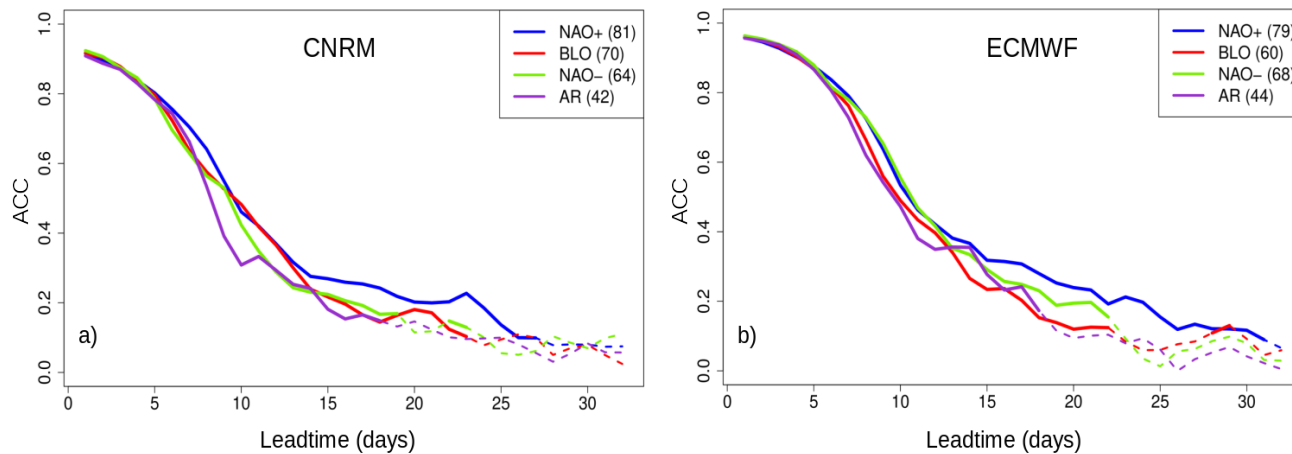 CNRM
NAO+ (81)
BLO (70)
NAO− (64)
AR (42)
ACC
1.0
0.8
0.6
0.4
0.2
0.0
a)
0 5 10 15 20 25 30
Leadtime (days)
ECMWF
NAO+ (79)
BLO (60)
NAO− (68)
AR (44)
ACC
1.0
0.8
0.6
0.4
0.2
0.0
b)
0 5 10 15 20 25 30
Leadtime (days)